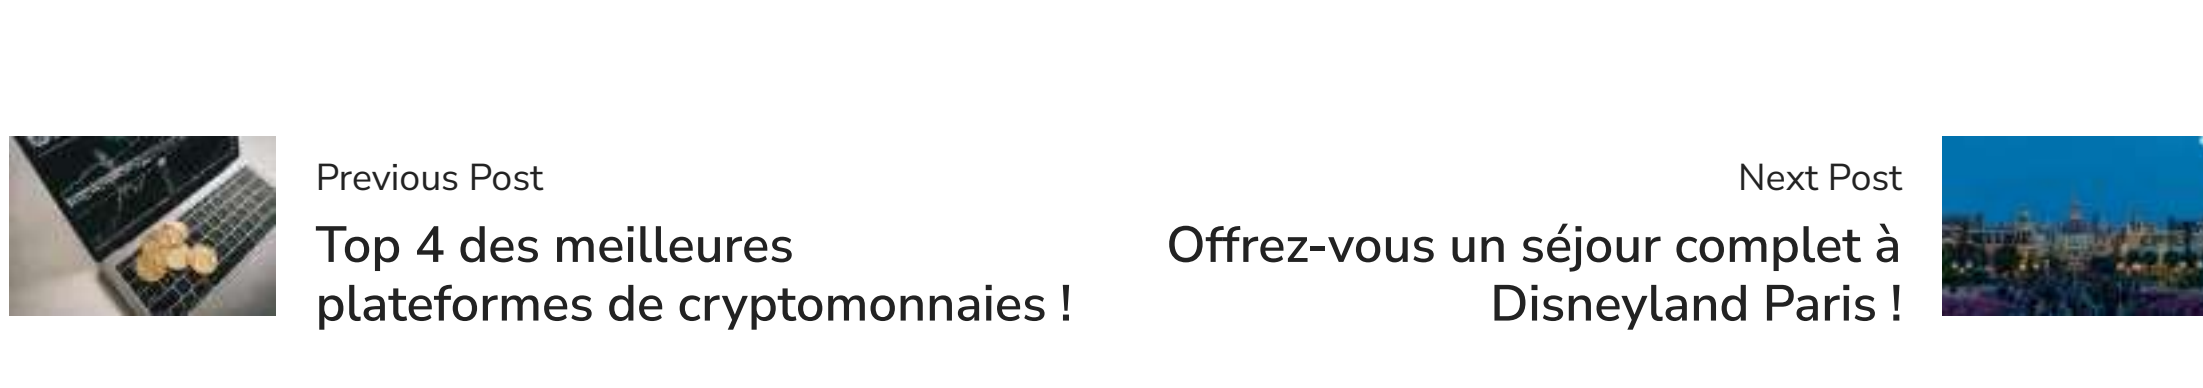 Previous Post
Top 4 des meilleures
plateformes de cryptomonnaies !
Next Post
Offrez-vous un séjour complet à
Disneyland Paris !